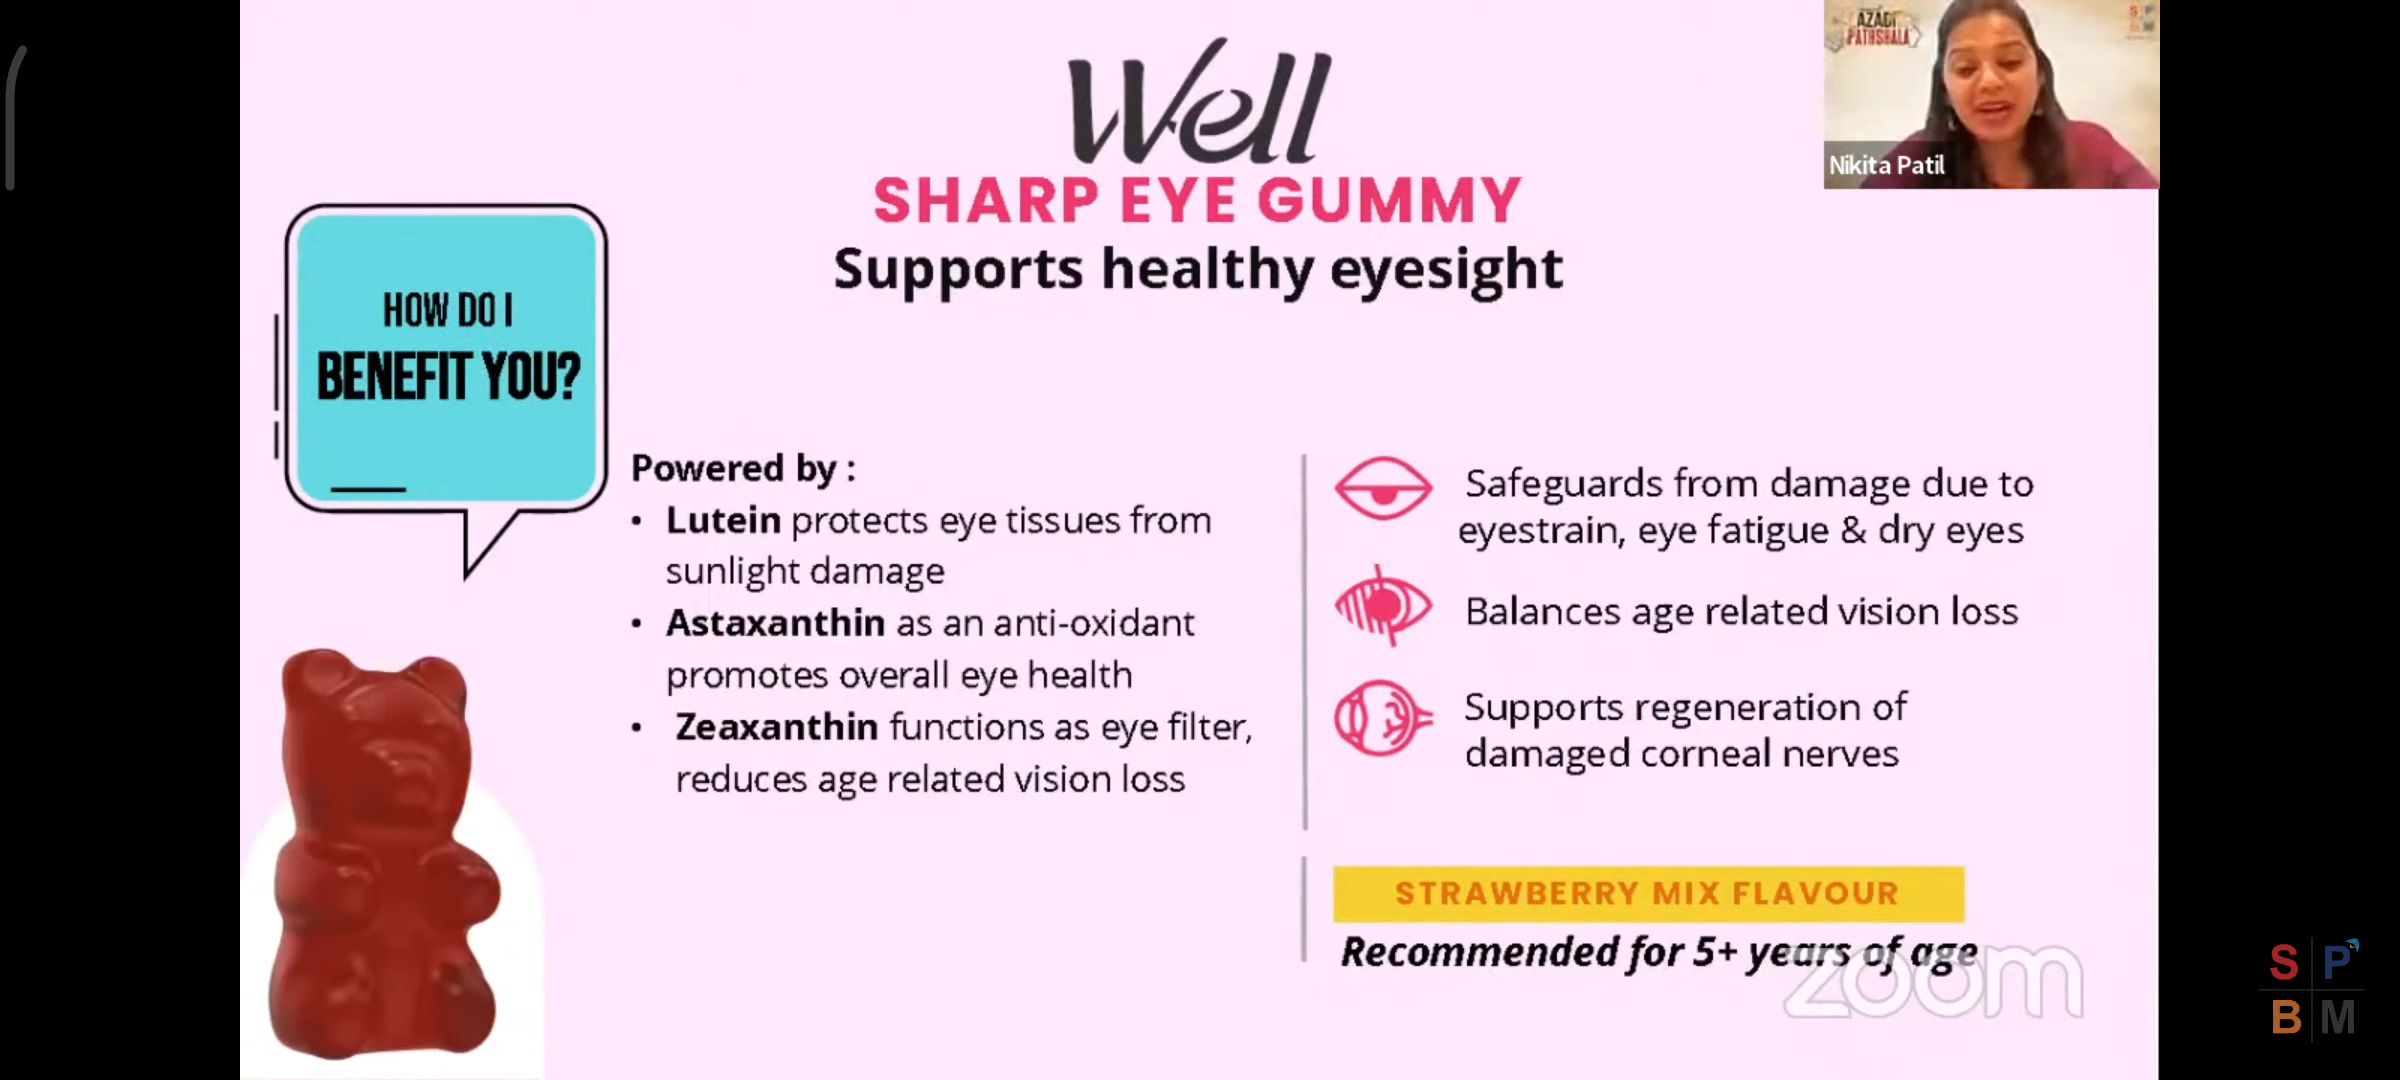 Well
SHARP EYE GUMMY
Supports healthy eyesight
AZADI
PATHSHALA
S P
B M
Nikita Patil
HOW DO I
BENEFIT YOU?
Powered by :
• Lutein protects eye tissues from
sunlight damage
• Astaxanthin as an anti-oxidant
promotes overall eye health
• Zeaxanthin functions as eye filter,
reduces age related vision loss
Safeguards from damage due to
eyestrain, eye fatigue & dry eyes
Balances age related vision loss
Supports regeneration of
damaged corneal nerves
STRAWBERRY MIX FLAVOUR
Recommended for 5+ years of age
zoom
S P
B M